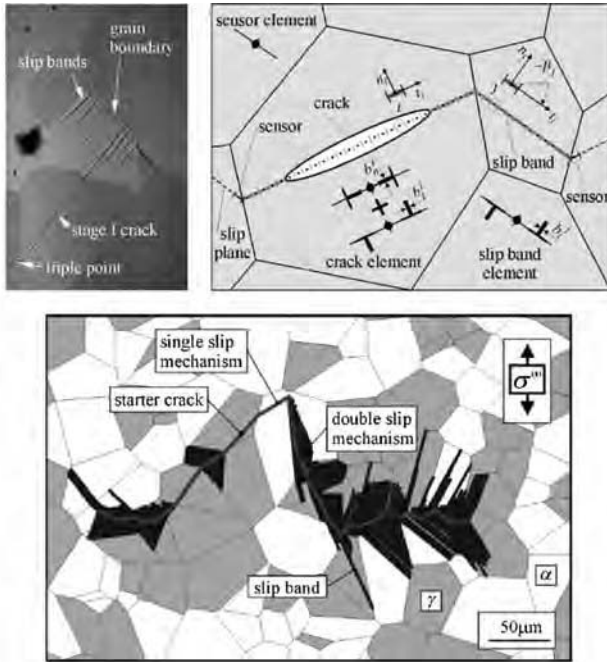 grain
boundary
slip bands
stage I crack
triple point
sensor element
crack
sensor
slip band
sensor
slip
plane
crack element
slip band
element
single slip
mechanism
starter crack
double slip
mechanism
slip band
σ
γ
α
50µm